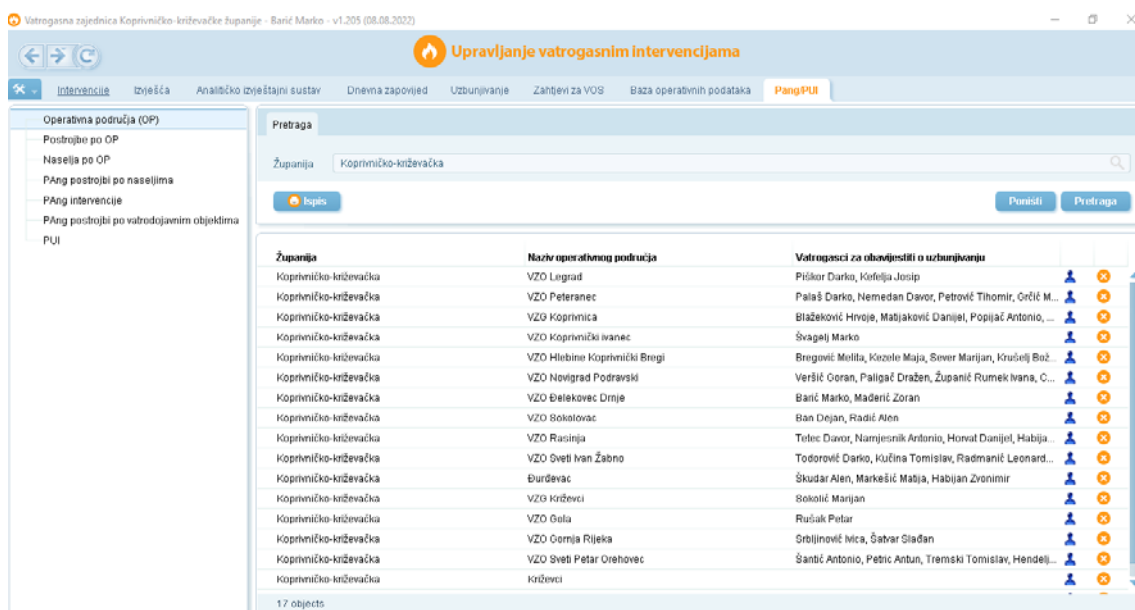 Vatrogasna zajednica Koprivničko-križevačke županije - Barić Marko - v1.205 (08.08.2022)
Upravljanje vatrogasnim intervencijama
Intervencije Izvješća Analitičko izvještajni sustav Dnevna zapovijed Uzbunjivanje Zahtjevi za VOS Baza operativnih podataka Pang/PUI
Operativna područja (OP)
Postrojbe po OP
Naselja po OP
PAng postrojbi po naseljima
PAng intervencije
PAng postrojbi po vatrodojavnim objektima
PUI
Pretraga
Županija Koprivničko-križevačka
Ispis Poništi Pretraga
Županija Naziv operativnog područja Vatrogasci za obavijestiti o uzbunjivanju
Koprivničko-križevačka VZO Legrad Piškor Darko, Kefelja Josip
Koprivničko-križevačka VZO Peteranec Palaš Darko, Nemedan Davor, Petrović Tihomir, Grčić M...
Koprivničko-križevačka VZG Koprivnica Blažeković Hrvoje, Matijaković Danijel, Popijač Antonio, ...
Koprivničko-križevačka VZO Koprivnički Ivanec Švagelj Marko
Koprivničko-križevačka VZO Hlebine Koprivnički Bregi Bregović Melita, Kezele Maja, Sever Marijan, Krušelj Bož...
Koprivničko-križevačka VZO Novigrad Podravski Veršić Goran, Paligač Dražen, Županić Rumek Ivana, C...
Koprivničko-križevačka VZO Đelekovec Drnje Barić Marko, Mađerić Zoran
Koprivničko-križevačka VZO Sokolovac Ban Dejan, Radić Alen
Koprivničko-križevačka VZO Rasinja Telec Davor, Namjesnik Antonio, Horvat Danijel, Habija...
Koprivničko-križevačka VZO Sveti Ivan Žabno Todorović Darko, Kučina Tomislav, Radmanić Leonard...
Koprivničko-križevačka Đurđevac Škudar Alen, Markešić Matija, Habijan Zvonimir
Koprivničko-križevačka VZG Križevci Sokolić Marijan
Koprivničko-križevačka VZO Gola Rušak Petar
Koprivničko-križevačka VZO Gornja Rijeka Srbljinović Ivica, Šatvar Slađan
Koprivničko-križevačka VZO Sveti Petar Orehovec Šantić Antonio, Petric Antun, Tremski Tomislav, Hendelj...
Koprivničko-križevačka Križevci
17 objects